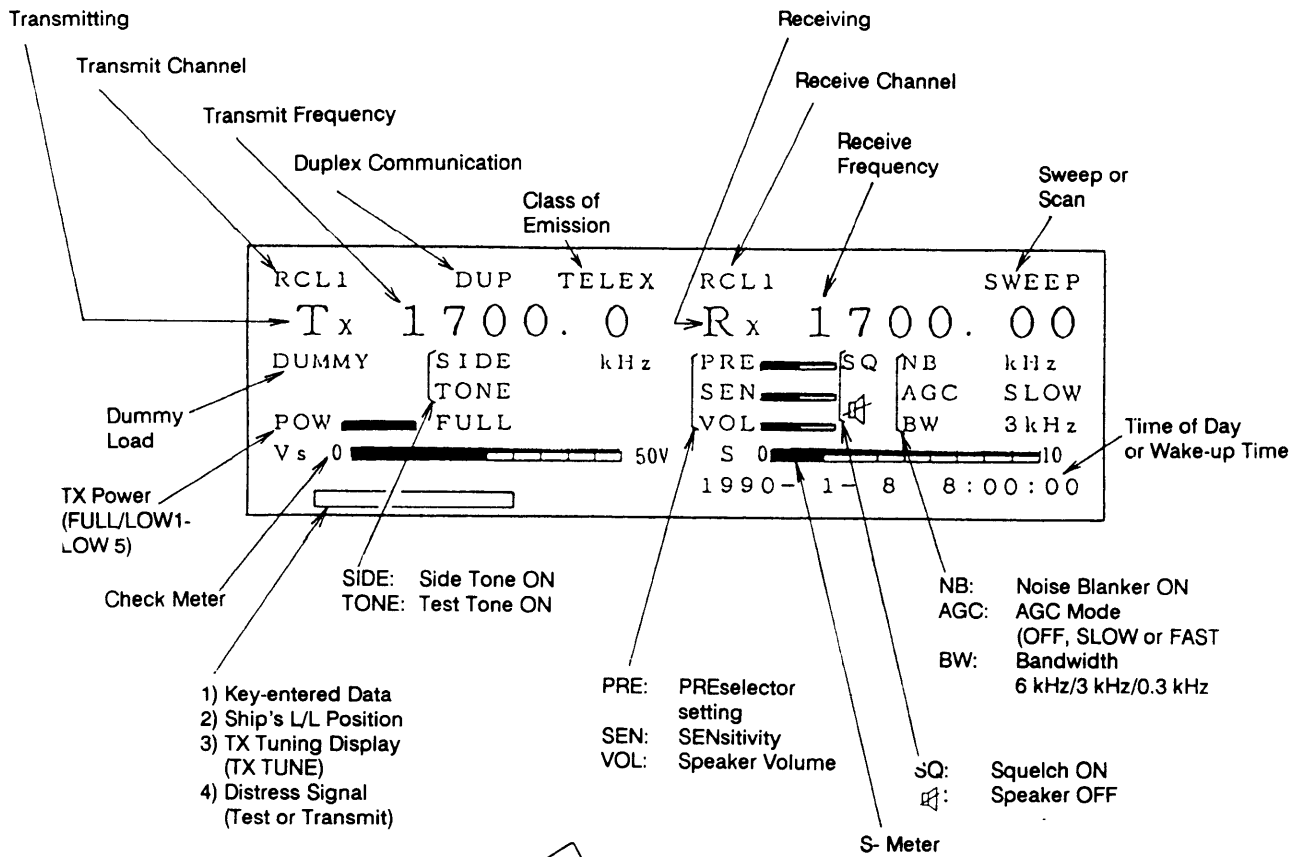 Transmitting
Transmit Channel
Transmit Frequency
Duplex Communication
Class of
Emission
Receiving
Receive Channel
Receive
Frequency
Sweep or
Scan
RCL1 DUP TELEX RCL1 SWEEP
Tx 1700. 0 Rx 1700. 00
DUMMY SIDE kHz PRE SQ NB kHz
TONE SEN AGC SLOW
POW FULL VOL BW 3kHz
Vs 0 50V S 0 10
1990- 1- 8 8:00:00
Dummy
Load
TX Power
(FULL/LOW1-
LOW 5)
Check Meter
Time of Day
or Wake-up Time
SIDE: Side Tone ON
TONE: Test Tone ON
1) Key-entered Data
2) Ship's L/L Position
3) TX Tuning Display
(TX TUNE)
4) Distress Signal
(Test or Transmit)
PRE: PREselector
setting
SEN: SENsitivity
VOL: Speaker Volume
NB: Noise Blanker ON
AGC: AGC Mode
(OFF, SLOW or FAST
BW: Bandwidth
6 kHz/3 kHz/0.3 kHz
SQ: Squelch ON
: Speaker OFF
S- Meter